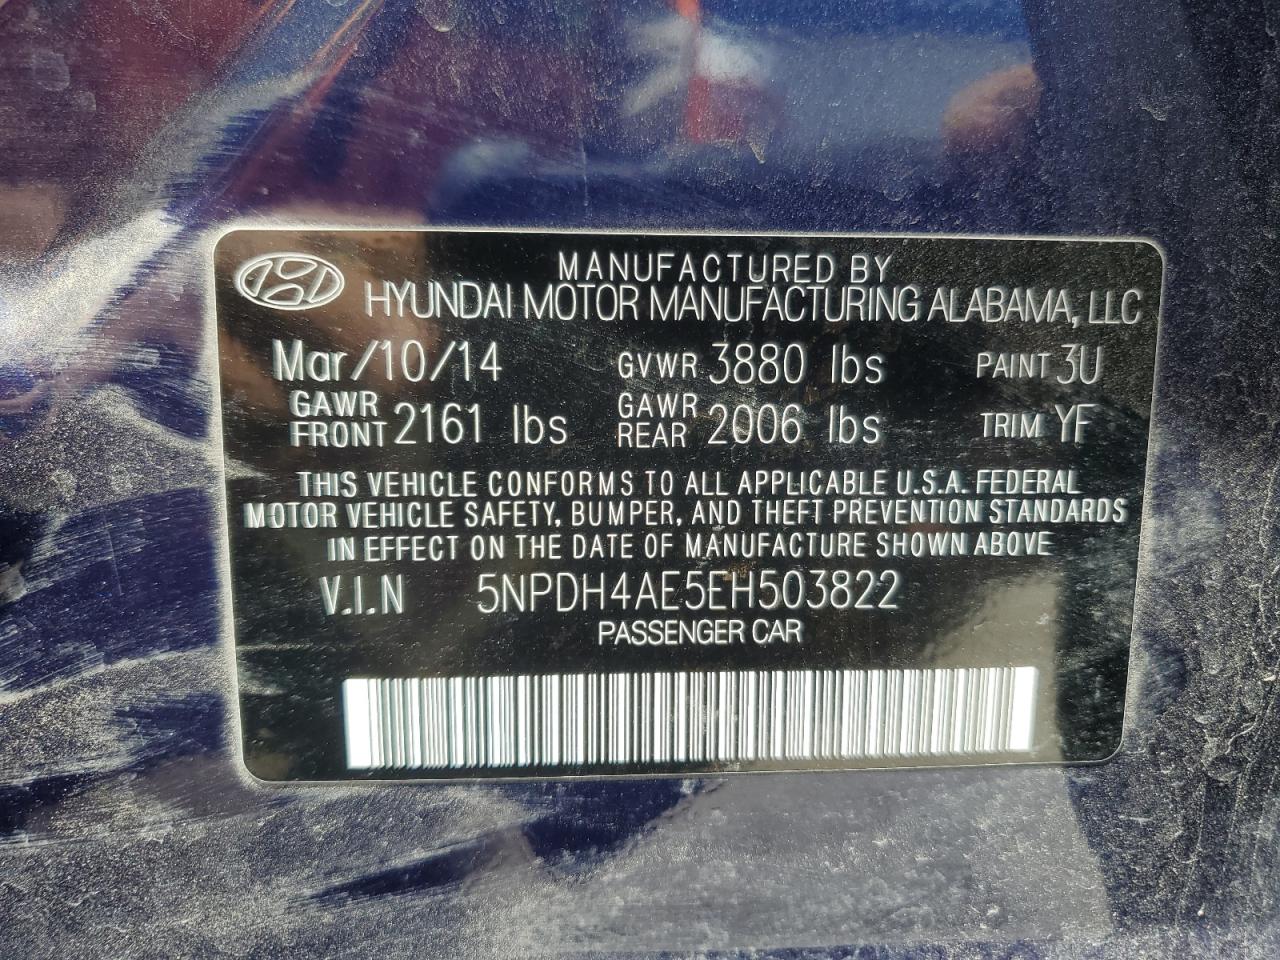 MANUFACTURED BY
HYUNDAI MOTOR MANUFACTURING ALABAMA, LLC
Mar/10/14 GVWR 3880 lbs PAINT 3U
GAWR FRONT 2161 lbs GAWR REAR 2006 lbs TRIM YF
THIS VEHICLE CONFORMS TO ALL APPLICABLE U.S.A. FEDERAL
MOTOR VEHICLE SAFETY, BUMPER, AND THEFT PREVENTION STANDARDS
IN EFFECT ON THE DATE OF MANUFACTURE SHOWN ABOVE
V.I.N 5NPDH4AE5EH503822
PASSENGER CAR